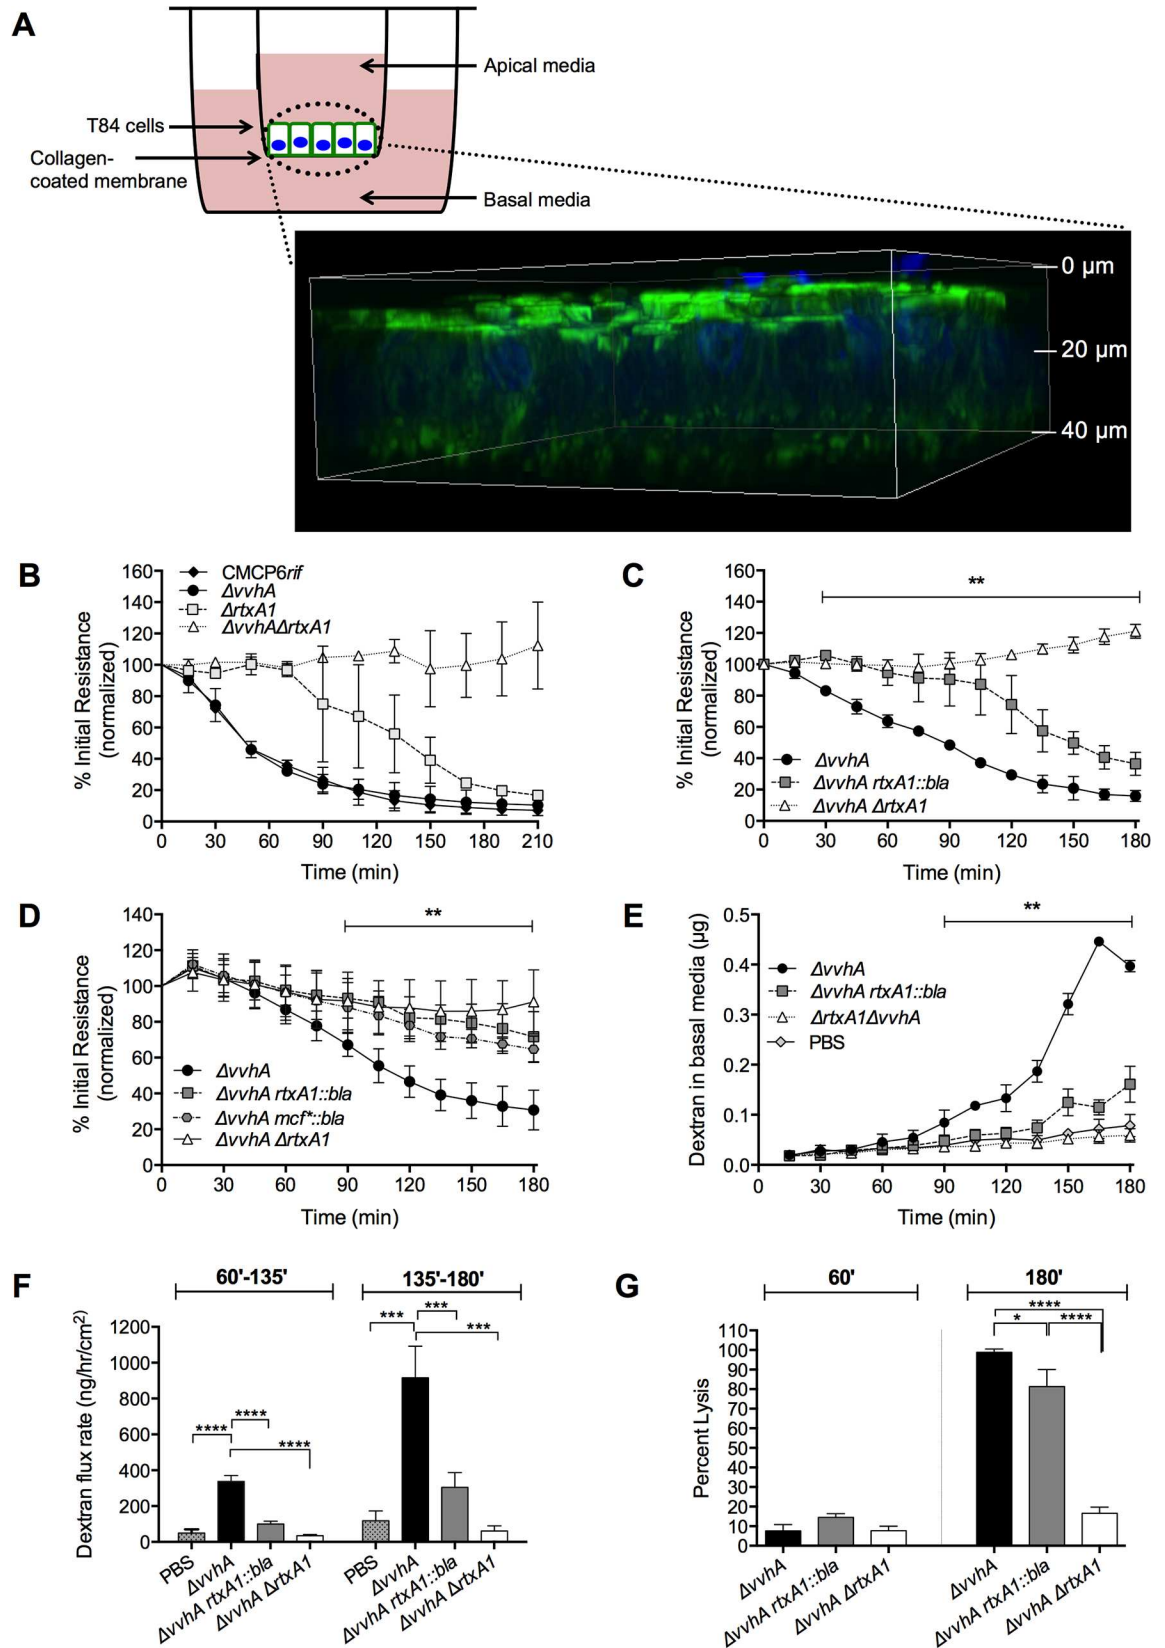 A
Apical media
T84 cells
Collagen-
coated membrane
Basal media
0 µm
20 µm
40 µm
B
CMCP6rif
ΔvvhA
ΔrtxA1
ΔvvhAΔrtxA1
% Initial Resistance
(normalized)
160
140
120
100
80
60
40
20
0
0 30 60 90 120 150 180 210
Time (min)
C
**
% Initial Resistance
(normalized)
160
140
120
100
80
60
40
20
0
ΔvvhA
ΔvvhA rtxA1::bla
ΔvvhA ΔrtxA1
0 30 60 90 120 150 180
Time (min)
D
**
% Initial Resistance
(normalized)
140
120
100
80
60
40
20
0
ΔvvhA
ΔvvhA rtxA1::bla
ΔvvhA mcf*::bla
ΔvvhA ΔrtxA1
0 30 60 90 120 150 180
Time (min)
E
**
Dextran in basal media (µg)
0.5
0.4
0.3
0.2
0.1
0.0
ΔvvhA
ΔvvhA rtxA1::bla
ΔrtxA1ΔvvhA
PBS
0 30 60 90 120 150 180
Time (min)
F
60'-135'
135'-180'
Dextran flux rate (ng/hr/cm2)
1200
1000
800
600
400
200
0
****
****
****
***
***
***
PBS
ΔvvhA
ΔvvhA rtxA1::bla
ΔvvhA ΔrtxA1
PBS
ΔvvhA
ΔvvhA rtxA1::bla
ΔvvhA ΔrtxA1
G
60'
180'
Percent Lysis
110
100
90
80
70
60
50
40
30
20
10
0
****
*
****
ΔvvhA
ΔvvhA rtxA1::bla
ΔvvhA ΔrtxA1
ΔvvhA
ΔvvhA rtxA1::bla
ΔvvhA ΔrtxA1